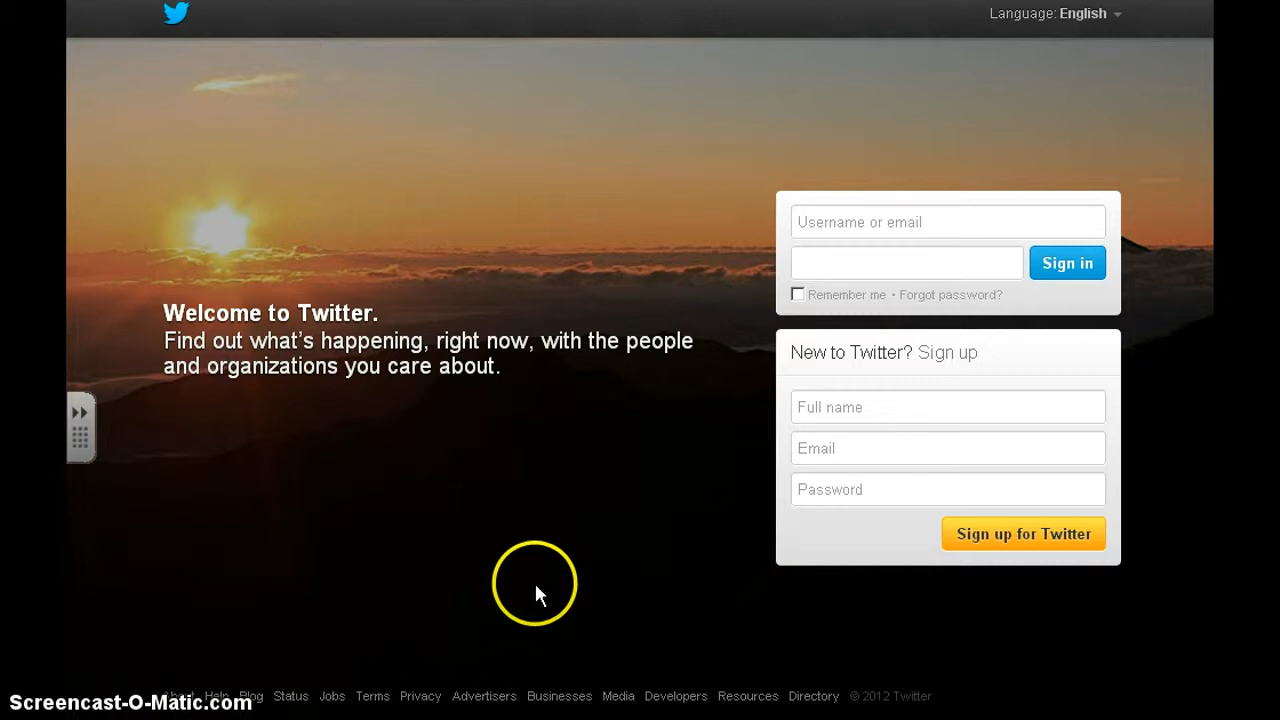 Language: English
Username or email
Sign in
Remember me · Forgot password?
Welcome to Twitter.
Find out what's happening, right now, with the people
and organizations you care about.
New to Twitter? Sign up
Full name
Email
Password
Sign up for Twitter
About Help Blog Status Jobs Terms Privacy Advertisers Businesses Media Developers Resources Directory © 2012 Twitter
Screencast-O-Matic.com